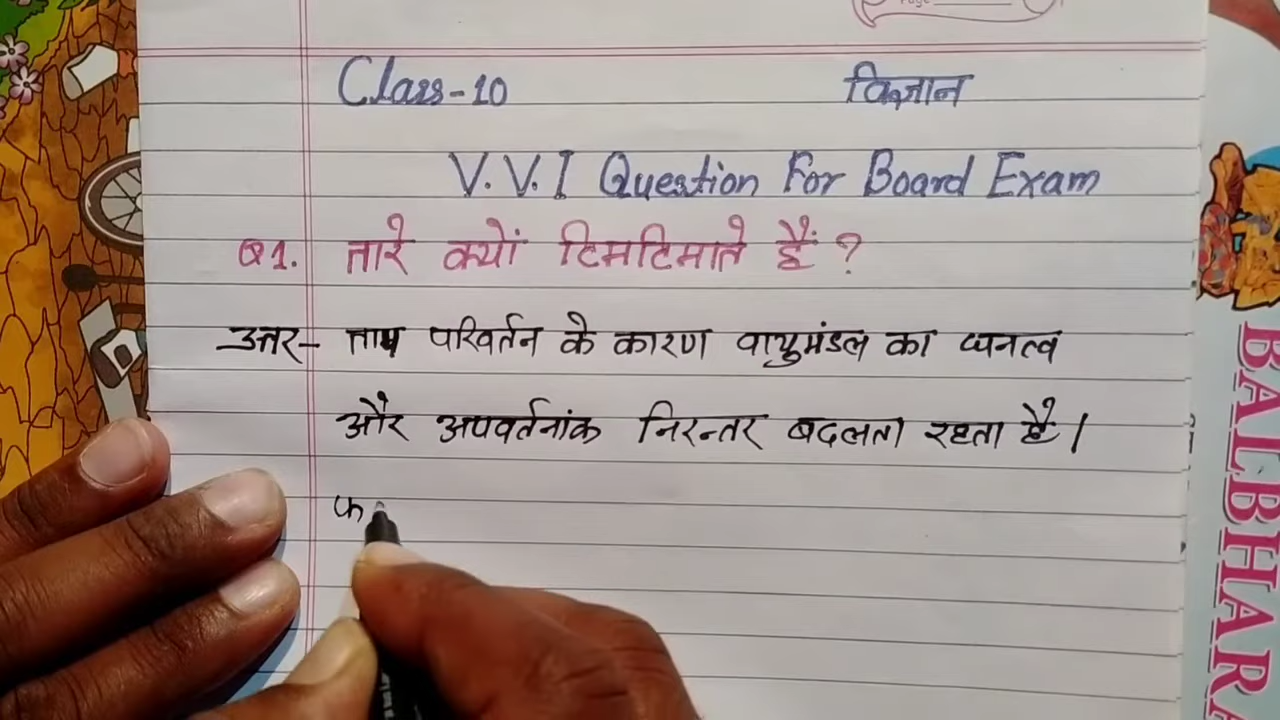 Class-10 विज्ञान
V.V.I Question For Board Exam
Q1. तारे क्यों टिमटिमाते हैं ?
उत्तर- ताप परिवर्तन के कारण वायुमंडल का घनत्व
और अपवर्तनांक निरन्तर बदलता रहता है।
फ
BALBHARA